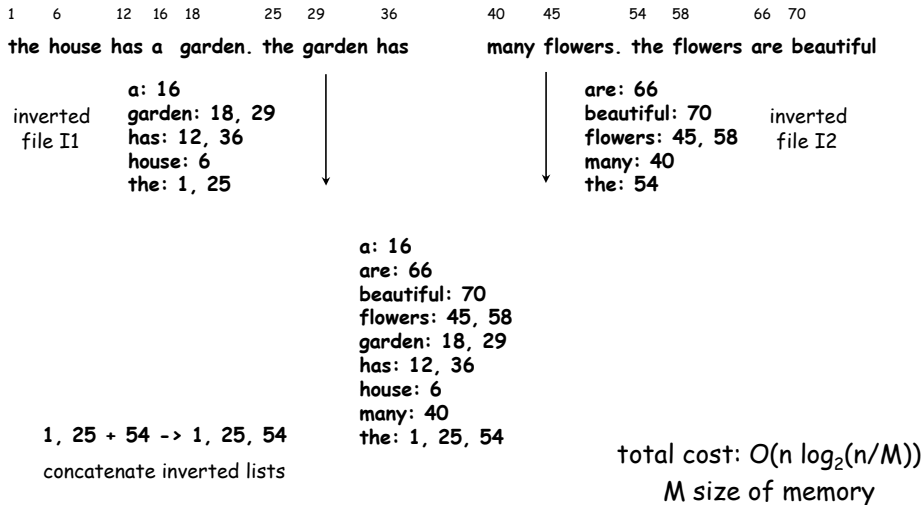 1 6 12 16 18 25 29 36 40 45 54 58 66 70
the house has a garden. the garden has many flowers. the flowers are beautiful
inverted
file I1
a: 16
garden: 18, 29
has: 12, 36
house: 6
the: 1, 25
are: 66
beautiful: 70
flowers: 45, 58
many: 40
the: 54
inverted
file I2
a: 16
are: 66
beautiful: 70
flowers: 45, 58
garden: 18, 29
has: 12, 36
house: 6
many: 40
the: 1, 25, 54
1, 25 + 54 -> 1, 25, 54
concatenate inverted lists
total cost: O(n log₂(n/M))
M size of memory